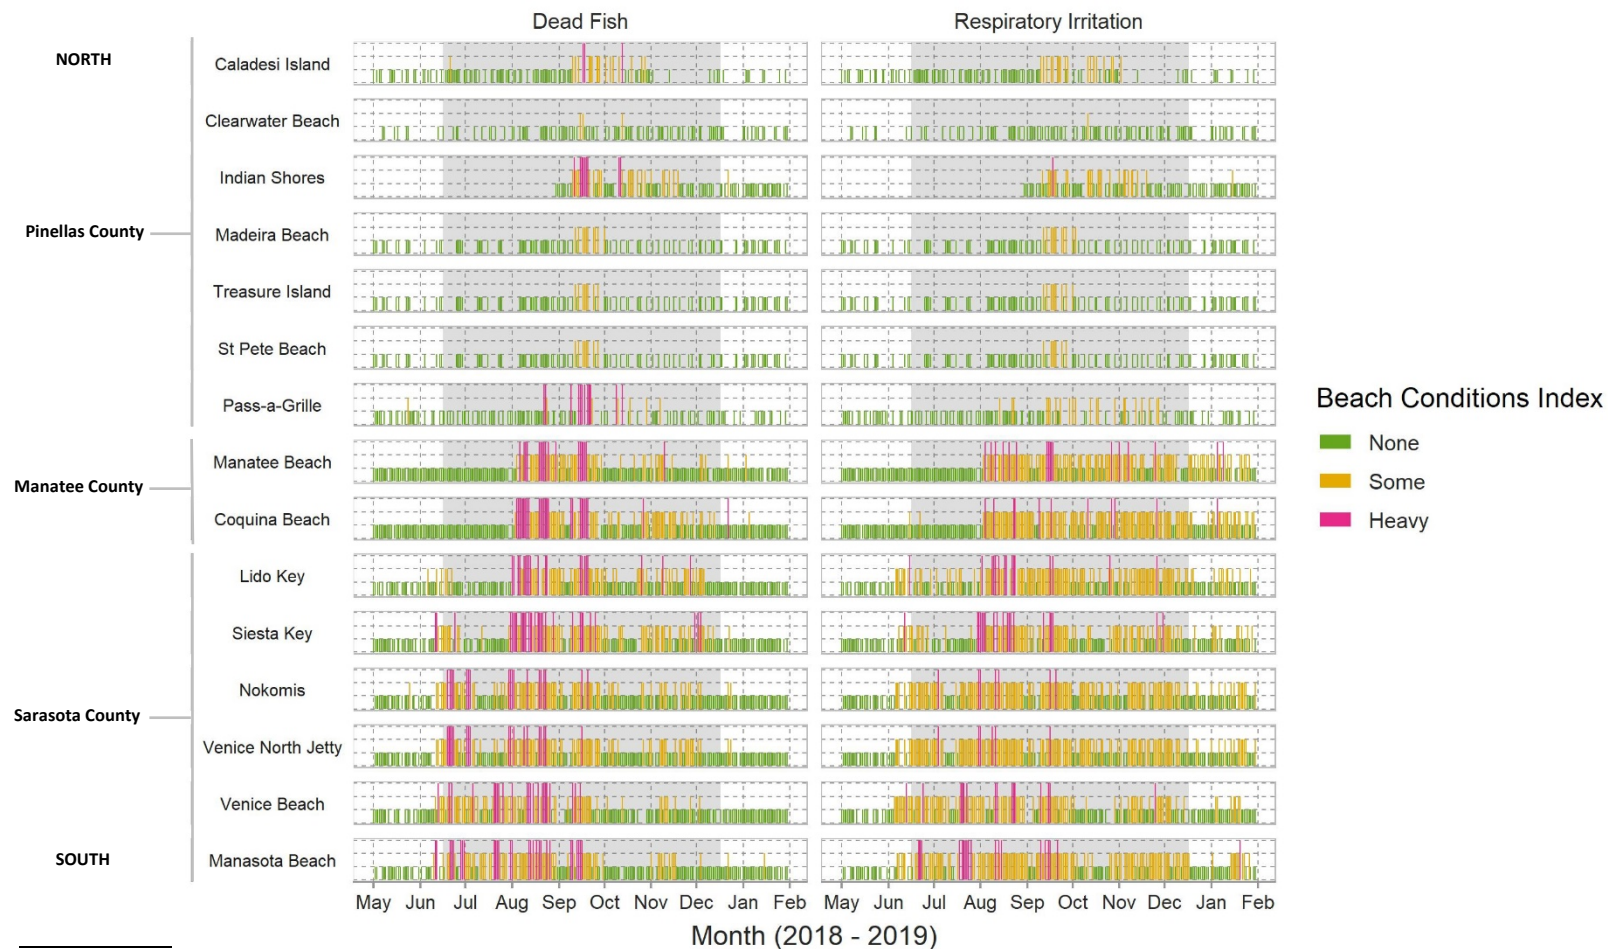 Dead Fish
Respiratory Irritation
NORTH
Caladesi Island
Clearwater Beach
Indian Shores
Pinellas County
Madeira Beach
Treasure Island
St Pete Beach
Pass-a-Grille
Manatee County
Manatee Beach
Coquina Beach
Lido Key
Siesta Key
Sarasota County
Nokomis
Venice North Jetty
Venice Beach
SOUTH
Manasota Beach
May Jun Jul Aug Sep Oct Nov Dec Jan Feb
May Jun Jul Aug Sep Oct Nov Dec Jan Feb
Month (2018 - 2019)
Beach Conditions Index
None
Some
Heavy